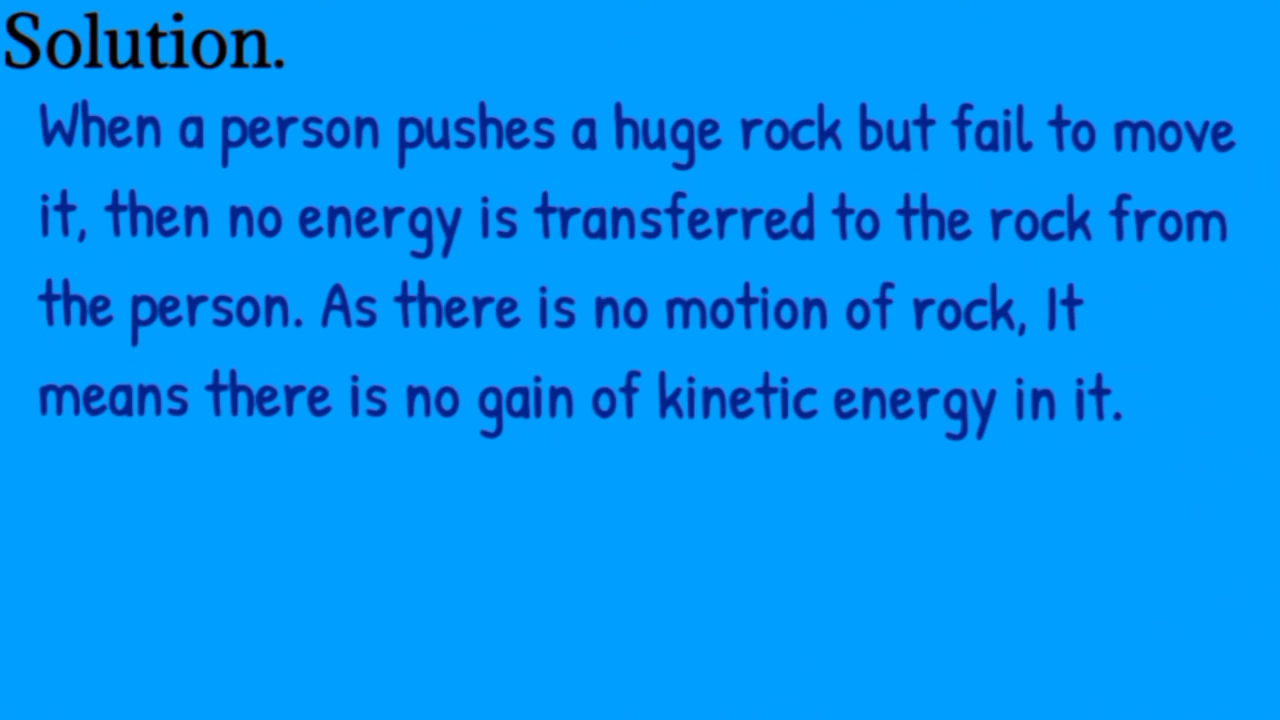 Solution.
When a person pushes a huge rock but fail to move
it, then no energy is transferred to the rock from
the person. As there is no motion of rock, It
means there is no gain of kinetic energy in it.